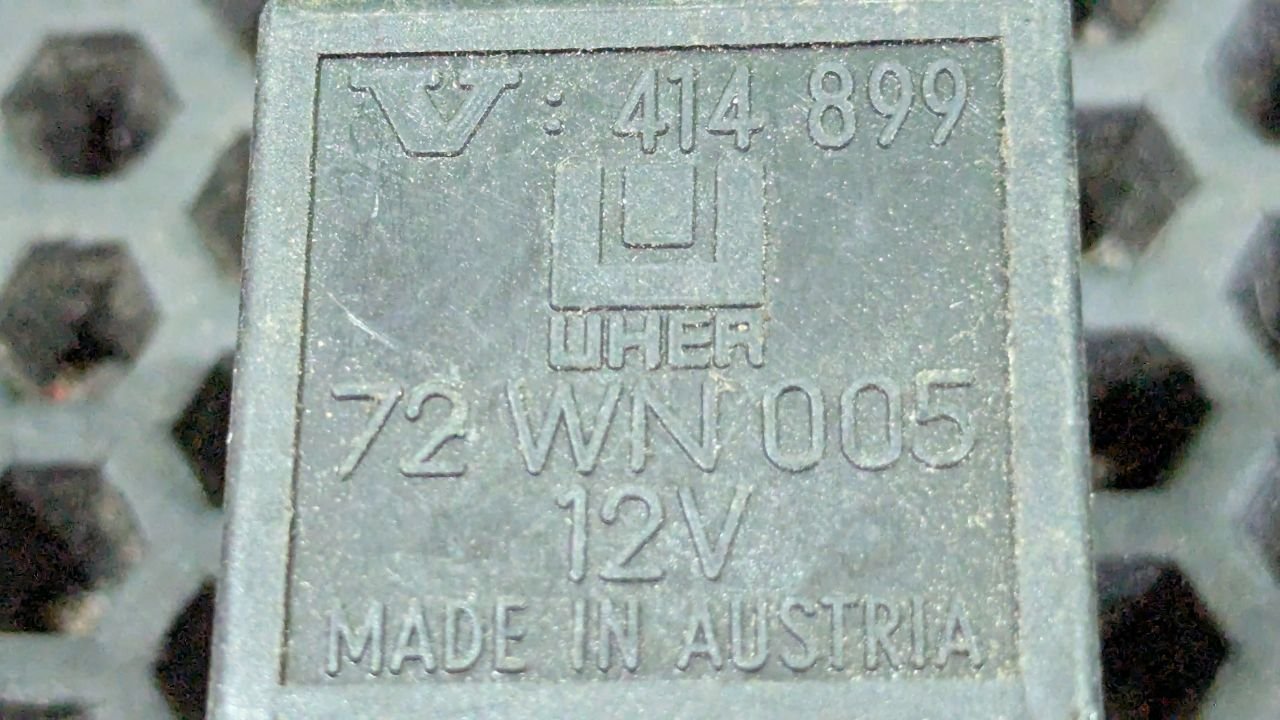 V: 414 899
UHER
72 WN 005
12V
MADE IN AUSTRIA